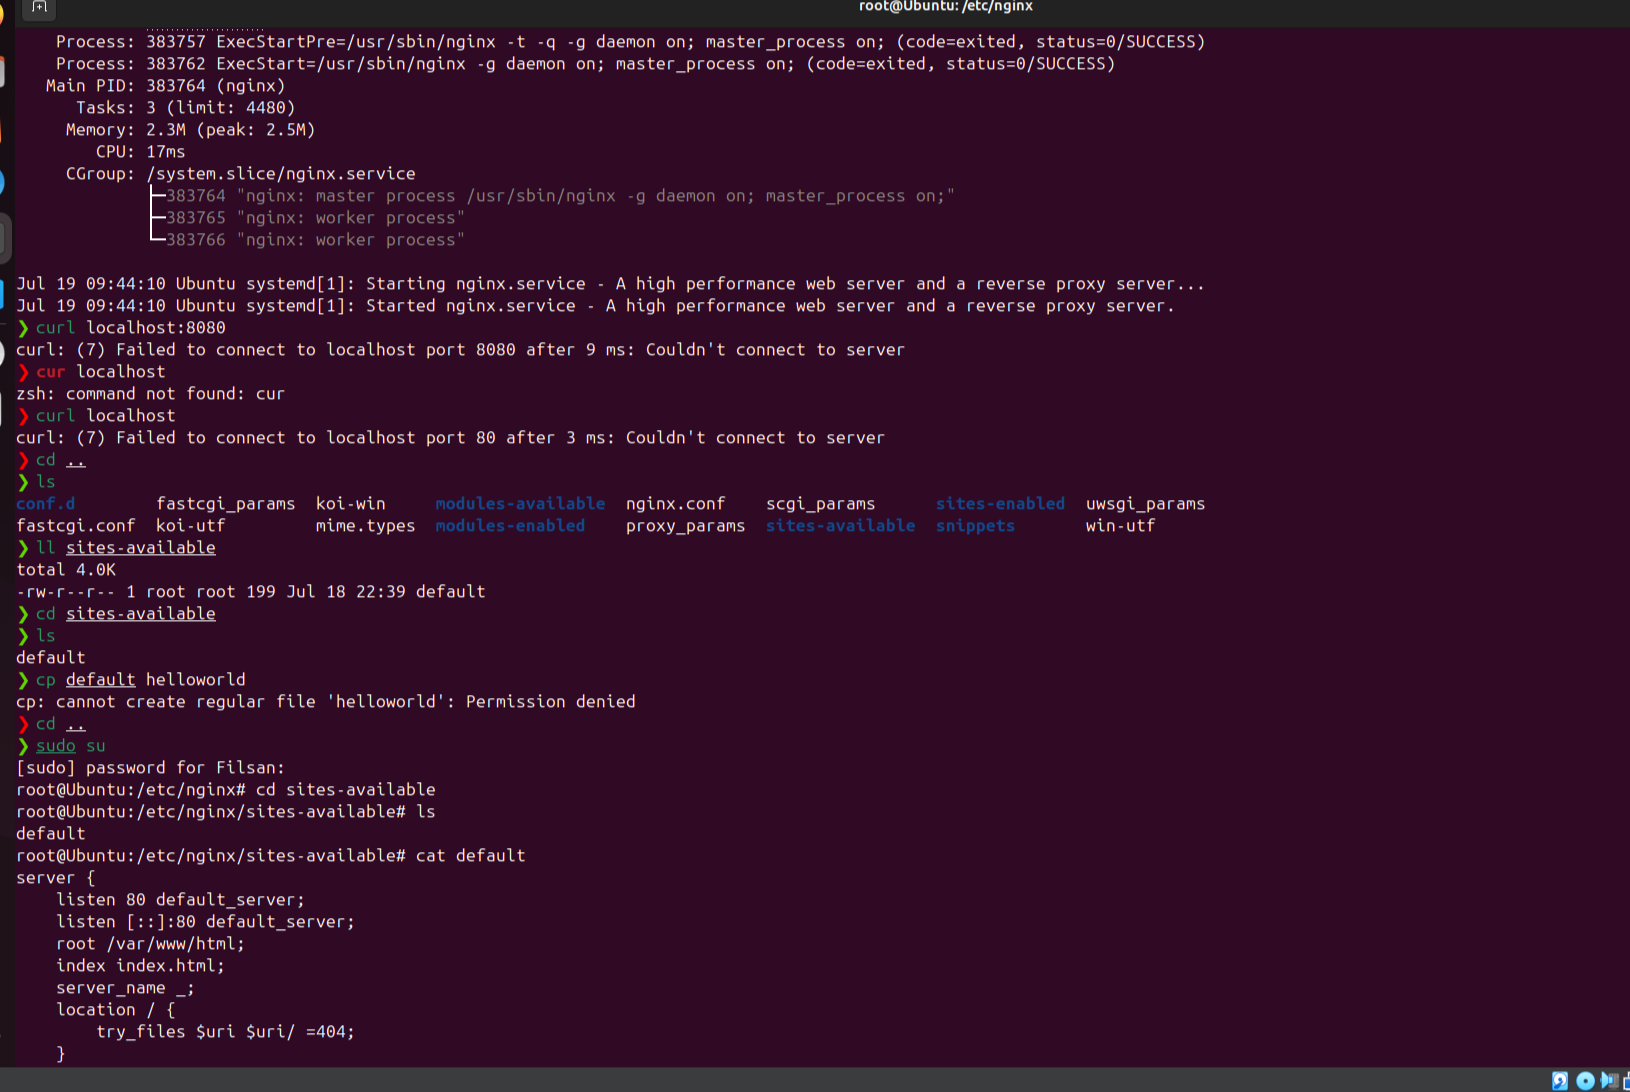 root@Ubuntu: /etc/nginx
Process: 383757 ExecStartPre=/usr/sbin/nginx -t -q -g daemon on; master_process on; (code=exited, status=0/SUCCESS)
Process: 383762 ExecStart=/usr/sbin/nginx -g daemon on; master_process on; (code=exited, status=0/SUCCESS)
Main PID: 383764 (nginx)
Tasks: 3 (limit: 4480)
Memory: 2.3M (peak: 2.5M)
CPU: 17ms
CGroup: /system.slice/nginx.service
├─383764 "nginx: master process /usr/sbin/nginx -g daemon on; master_process on;"
├─383765 "nginx: worker process"
└─383766 "nginx: worker process"
Jul 19 09:44:10 Ubuntu systemd[1]: Starting nginx.service - A high performance web server and a reverse proxy server...
Jul 19 09:44:10 Ubuntu systemd[1]: Started nginx.service - A high performance web server and a reverse proxy server.
❯ curl localhost:8080
curl: (7) Failed to connect to localhost port 8080 after 9 ms: Couldn't connect to server
❯ cur localhost
zsh: command not found: cur
❯ curl localhost
curl: (7) Failed to connect to localhost port 80 after 3 ms: Couldn't connect to server
❯ cd ..
❯ ls
conf.d fastcgi_params koi-win modules-available nginx.conf scgi_params sites-enabled uwsgi_params
fastcgi.conf koi-utf mime.types modules-enabled proxy_params sites-available snippets win-utf
❯ ll sites-available
total 4.0K
-rw-r--r-- 1 root root 199 Jul 18 22:39 default
❯ cd sites-available
❯ ls
default
❯ cp default helloworld
cp: cannot create regular file 'helloworld': Permission denied
❯ cd ..
❯ sudo su
[sudo] password for Filsan:
root@Ubuntu:/etc/nginx# cd sites-available
root@Ubuntu:/etc/nginx/sites-available# ls
default
root@Ubuntu:/etc/nginx/sites-available# cat default
server {
listen 80 default_server;
listen [::]:80 default_server;
root /var/www/html;
index index.html;
server_name _;
location / {
try_files $uri $uri/ =404;
}